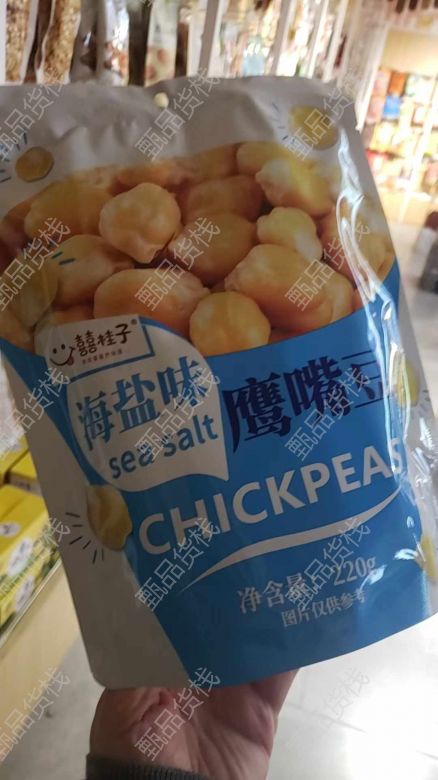 囍桂子
海盐味
sea salt
鹰嘴豆
CHICKPEAS
净含量：220g
图片仅供参考
甄品货栈